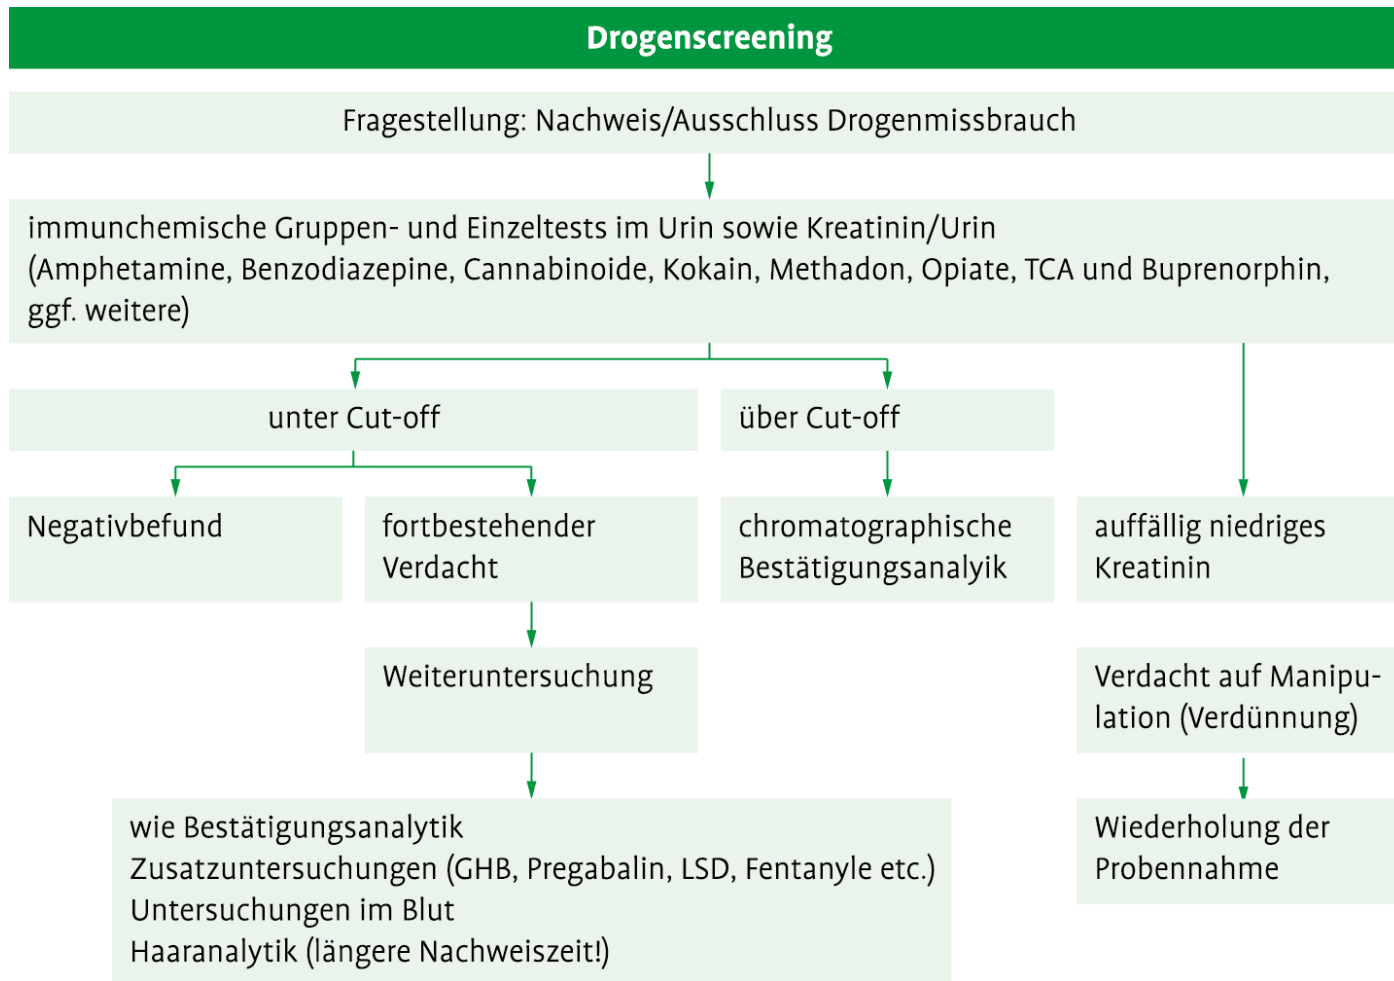 Drogenscreening
Fragestellung: Nachweis/Ausschluss Drogenmissbrauch
immunchemische Gruppen- und Einzeltests im Urin sowie Kreatinin/Urin
(Amphetamine, Benzodiazepine, Cannabinoide, Kokain, Methadon, Opiate, TCA und Buprenorphin,
ggf. weitere)
unter Cut-off
über Cut-off
Negativbefund
fortbestehender
Verdacht
chromatographische
Bestätigungsanalyik
auffällig niedriges
Kreatinin
Weiteruntersuchung
Verdacht auf Manipu-
lation (Verdünnung)
wie Bestätigungsanalytik
Zusatzuntersuchungen (GHB, Pregabalin, LSD, Fentanyle etc.)
Untersuchungen im Blut
Haaranalytik (längere Nachweiszeit!)
Wiederholung der
Probennahme